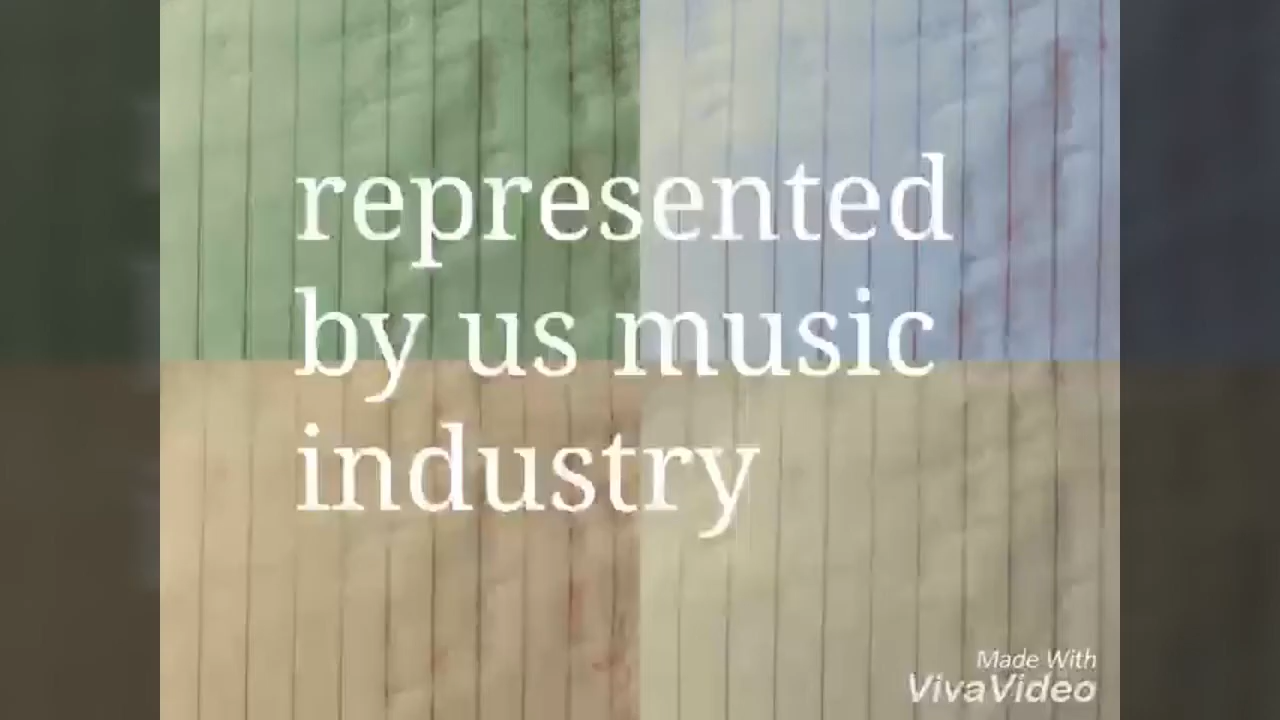 represented
by us music
industry
Made With
VivaVideo